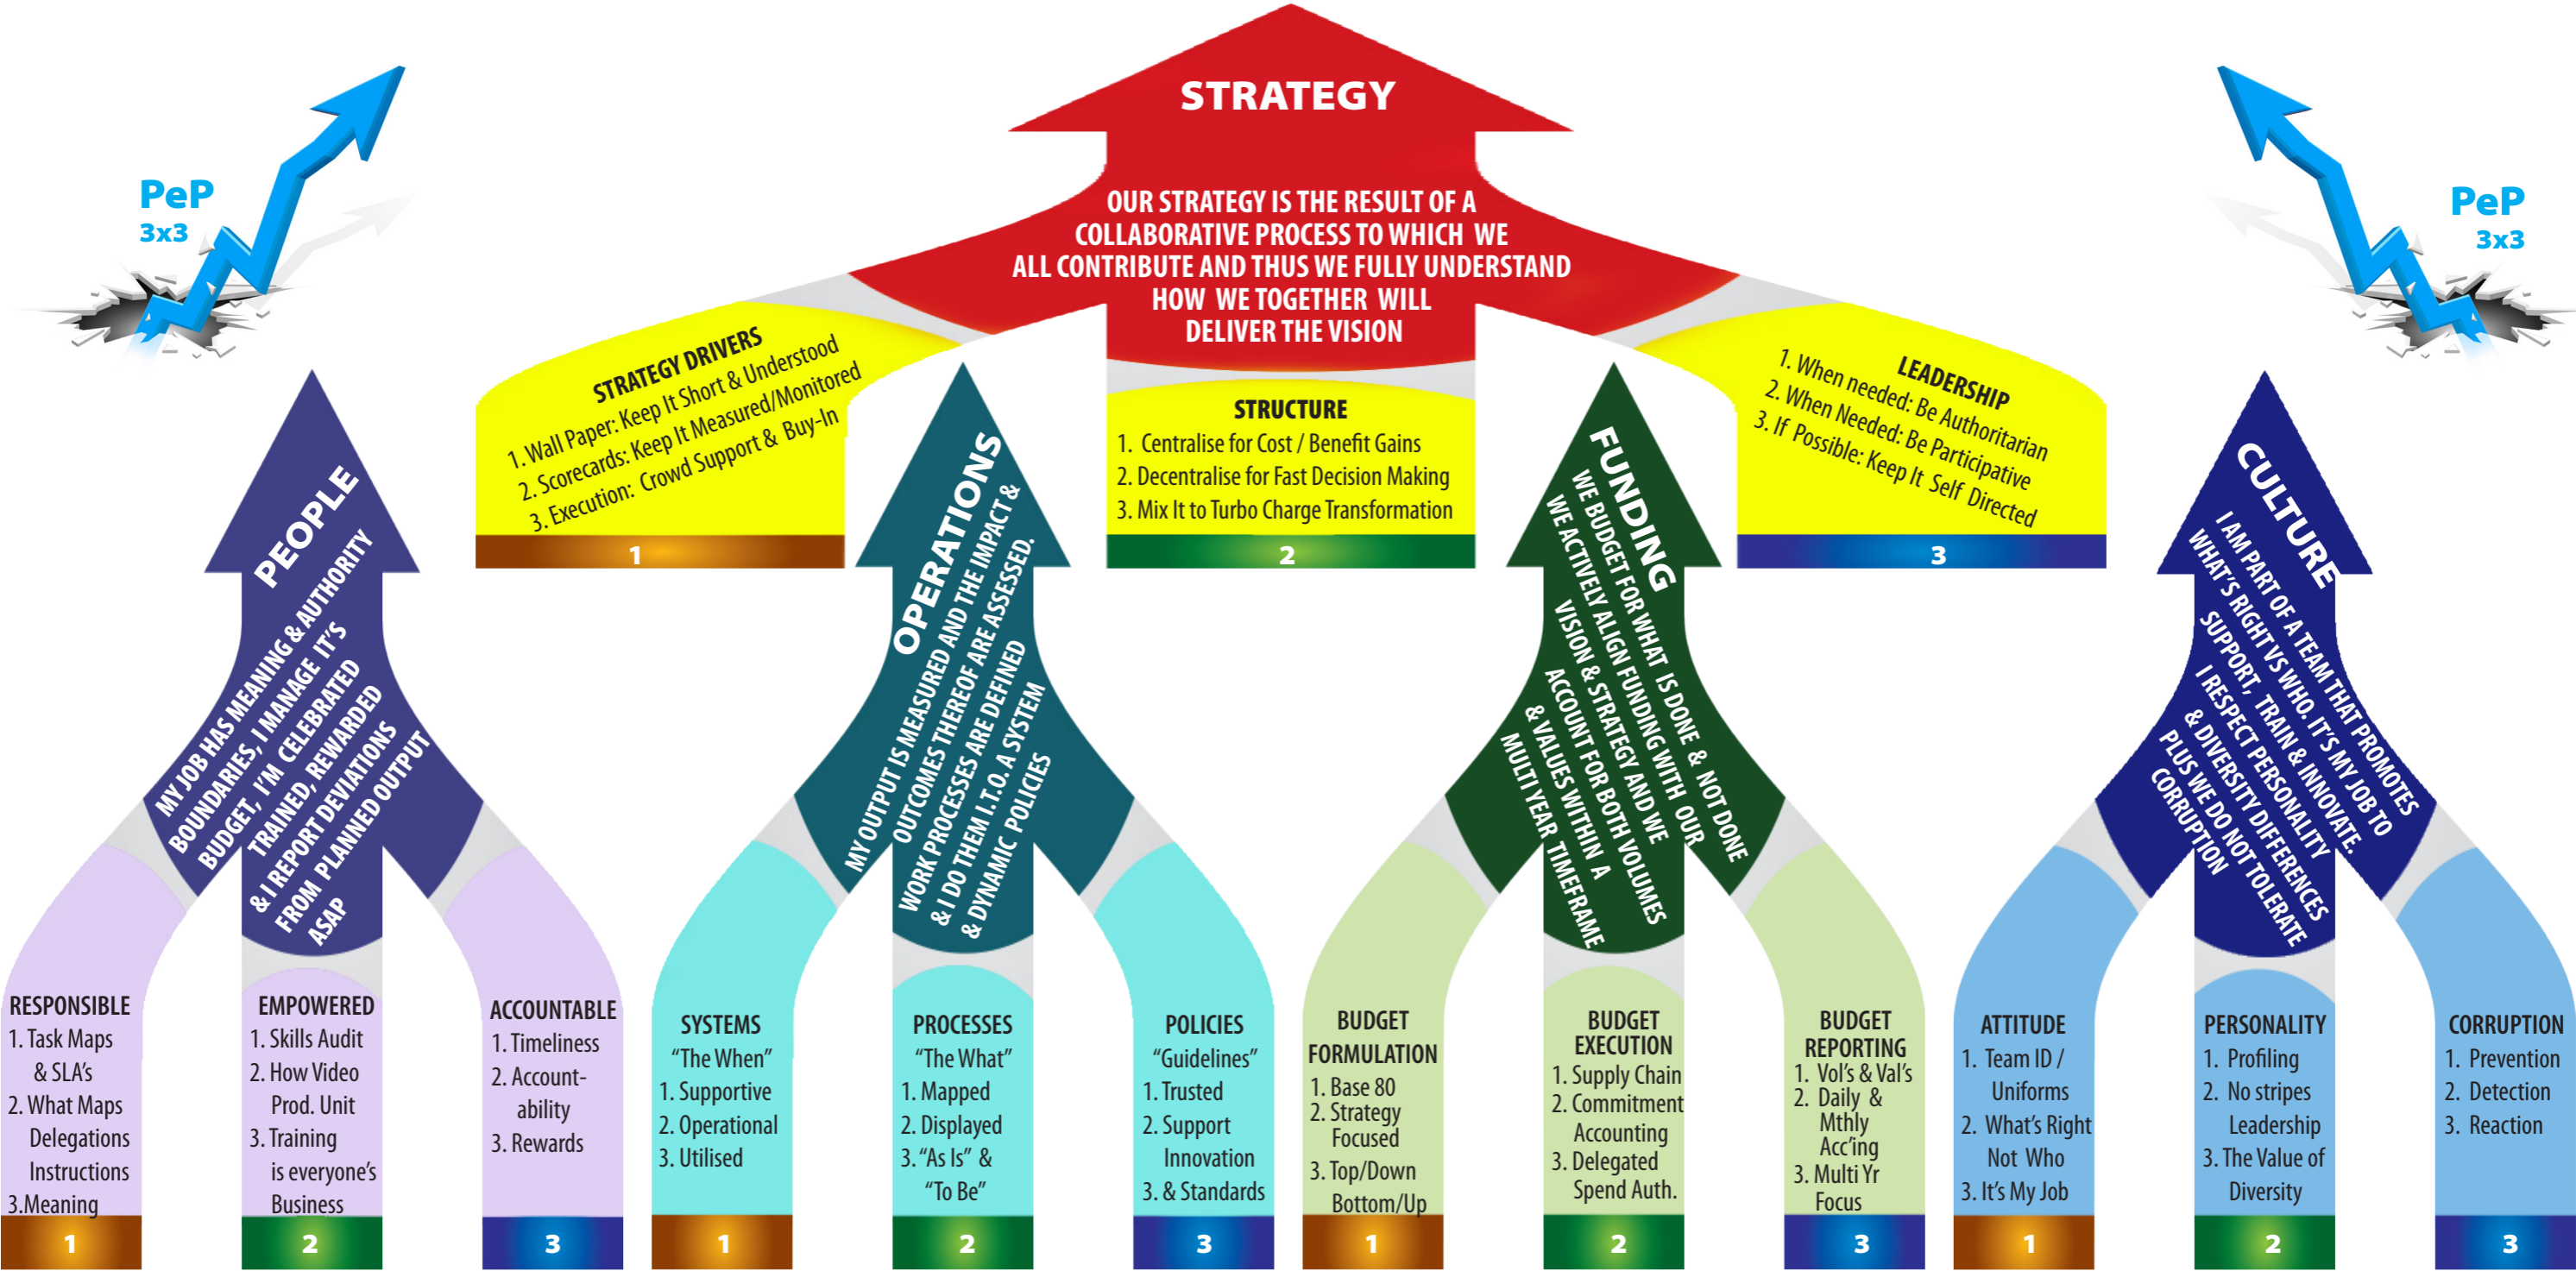 STRATEGY
OUR STRATEGY IS THE RESULT OF A
COLLABORATIVE PROCESS TO WHICH WE
ALL CONTRIBUTE AND THUS WE FULLY UNDERSTAND
HOW WE TOGETHER WILL
DELIVER THE VISION
PeP
3x3
PeP
3x3
STRATEGY DRIVERS
1. Wall Paper: Keep It Short & Understood
2. Scorecards: Keep It Measured/Monitored
3. Execution: Crowd Support & Buy-In
1
STRUCTURE
1. Centralise for Cost / Benefit Gains
2. Decentralise for Fast Decision Making
3. Mix It to Turbo Charge Transformation
2
LEADERSHIP
1. When needed: Be Authoritarian
2. When Needed: Be Participative
3. If Possible: Keep It Self Directed
3
PEOPLE
MY JOB HAS MEANING & AUTHORITY
BOUNDARIES, I MANAGE IT'S
BUDGET, I'M CELEBRATED
TRAINED, REWARDED
& I REPORT DEVIATIONS
FROM PLANNED OUTPUT
ASAP
RESPONSIBLE
1. Task Maps
& SLA's
2. What Maps
Delegations
Instructions
3.Meaning
1
EMPOWERED
1. Skills Audit
2. How Video
Prod. Unit
3. Training
is everyone's
Business
2
ACCOUNTABLE
1. Timeliness
2. Account-
ability
3. Rewards
3
OPERATIONS
MY OUTPUT IS MEASURED AND THE IMPACT &
OUTCOMES THEREOF ARE ASSESSED.
WORK PROCESSES ARE DEFINED
& I DO THEM I.T.O. A SYSTEM
& DYNAMIC POLICIES
SYSTEMS
"The When"
1. Supportive
2. Operational
3. Utilised
1
PROCESSES
"The What"
1. Mapped
2. Displayed
3. "As Is" &
"To Be"
2
POLICIES
"Guidelines"
1. Trusted
2. Support
Innovation
3. & Standards
3
FUNDING
WE BUDGET FOR WHAT IS DONE & NOT DONE
WE ACTIVELY ALIGN FUNDING WITH OUR
VISION & STRATEGY AND WE
ACCOUNT FOR BOTH VOLUMES
& VALUES WITHIN A
MULTI YEAR TIMEFRAME
BUDGET
FORMULATION
1. Base 80
2. Strategy
Focused
3. Top/Down
Bottom/Up
1
BUDGET
EXECUTION
1. Supply Chain
2. Commitment
Accounting
3. Delegated
Spend Auth.
2
BUDGET
REPORTING
1. Vol's & Val's
2. Daily &
Mthly
Acc'ing
3. Multi Yr
Focus
3
CULTURE
I AM PART OF A TEAM THAT PROMOTES
WHAT'S RIGHT VS WHO. IT'S MY JOB TO
SUPPORT, TRAIN & INNOVATE.
I RESPECT PERSONALITY
& DIVERSITY DIFFERENCES
PLUS WE DO NOT TOLERATE
CORRUPTION
ATTITUDE
1. Team ID /
Uniforms
2. What's Right
Not Who
3. It's My Job
1
PERSONALITY
1. Profiling
2. No stripes
Leadership
3. The Value of
Diversity
2
CORRUPTION
1. Prevention
2. Detection
3. Reaction
3